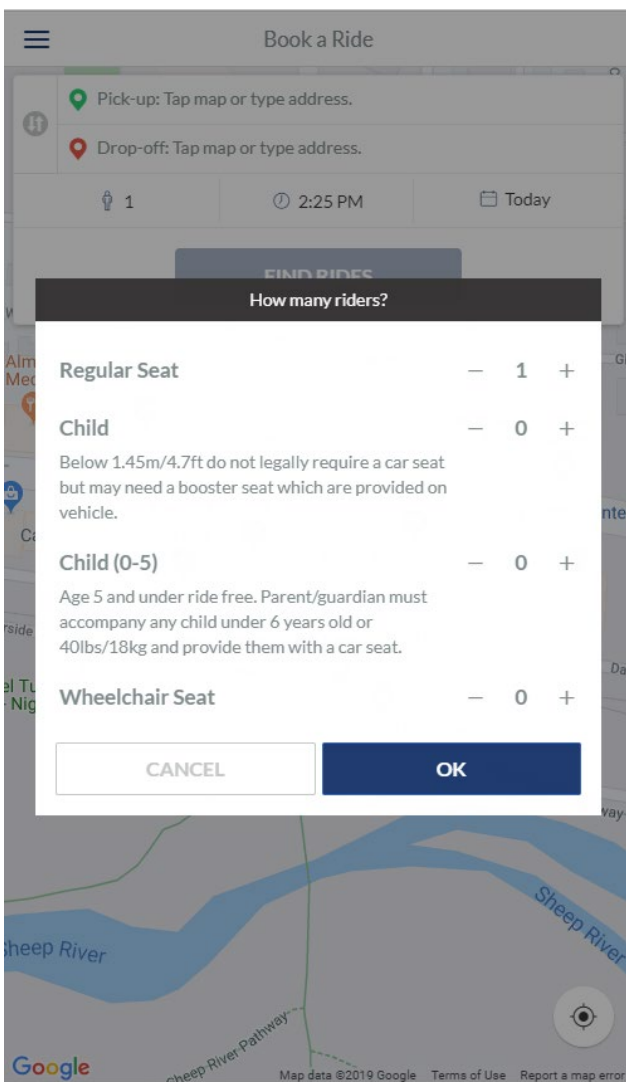 Book a Ride
Pick-up: Tap map or type address.
Drop-off: Tap map or type address.
1
2:25 PM
Today
FIND RIDES
How many riders?
Regular Seat
1
Child
0
Below 1.45m/4.7ft do not legally require a car seat
but may need a booster seat which are provided on
vehicle.
Child (0-5)
0
Age 5 and under ride free. Parent/guardian must
accompany any child under 6 years old or
40lbs/18kg and provide them with a car seat.
Wheelchair Seat
0
CANCEL
OK
Sheep River
Sheep River
Sheep River Pathway
Google
Map data ©2019 Google
Terms of Use
Report a map error